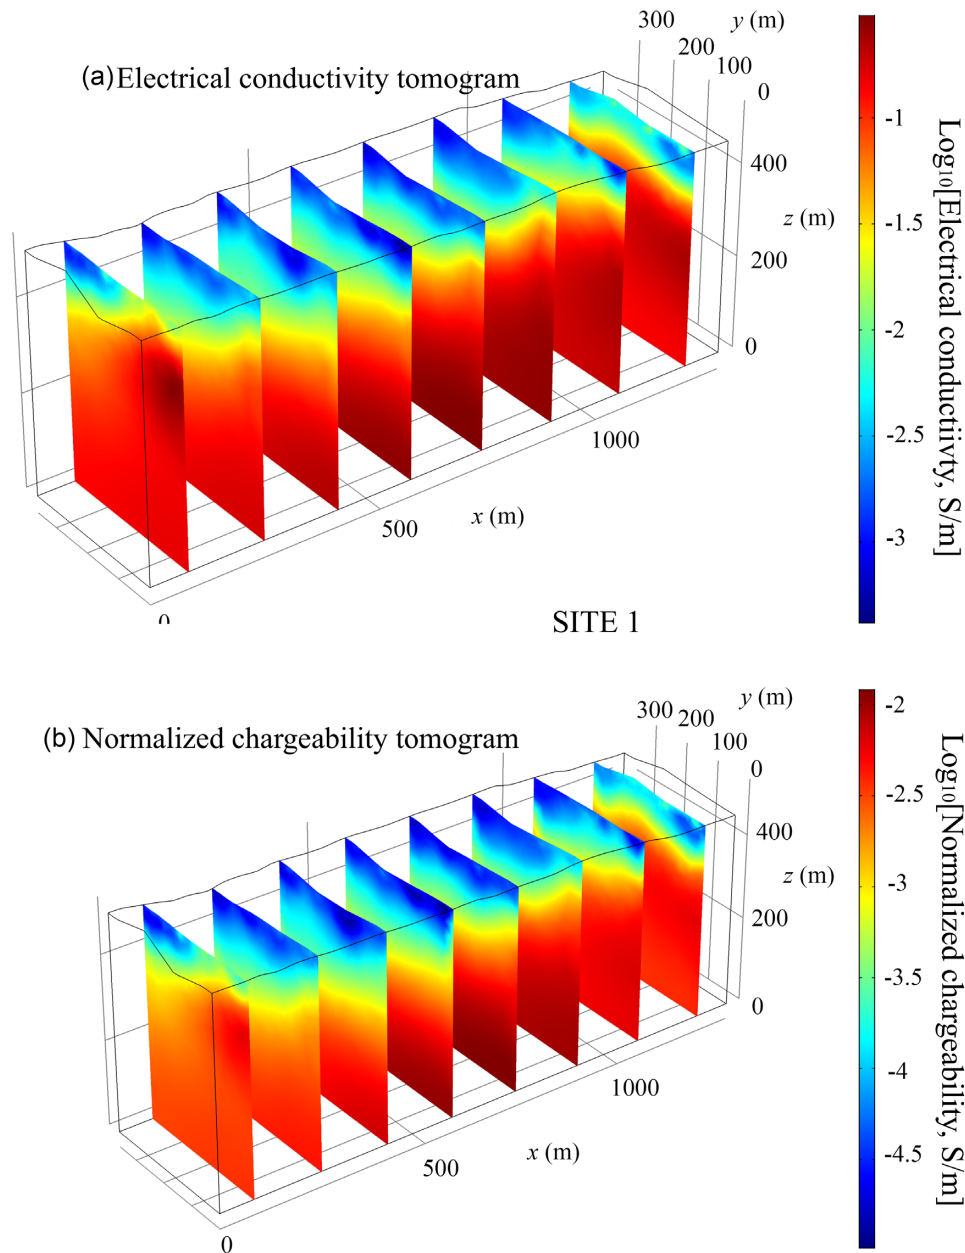 y (m)
300
200
100
0
(a) Electrical conductivity tomogram
400
z (m)
200
0
1000
500
x (m)
0
-1
-1.5
-2
-2.5
-3
Log10[Electrical conductiivty, S/m]
SITE 1
y (m)
300
200
100
0
(b) Normalized chargeability tomogram
400
z (m)
200
0
1000
500
x (m)
0
-2
-2.5
-3
-3.5
-4
-4.5
Log10[Normalized chargeability, S/m]